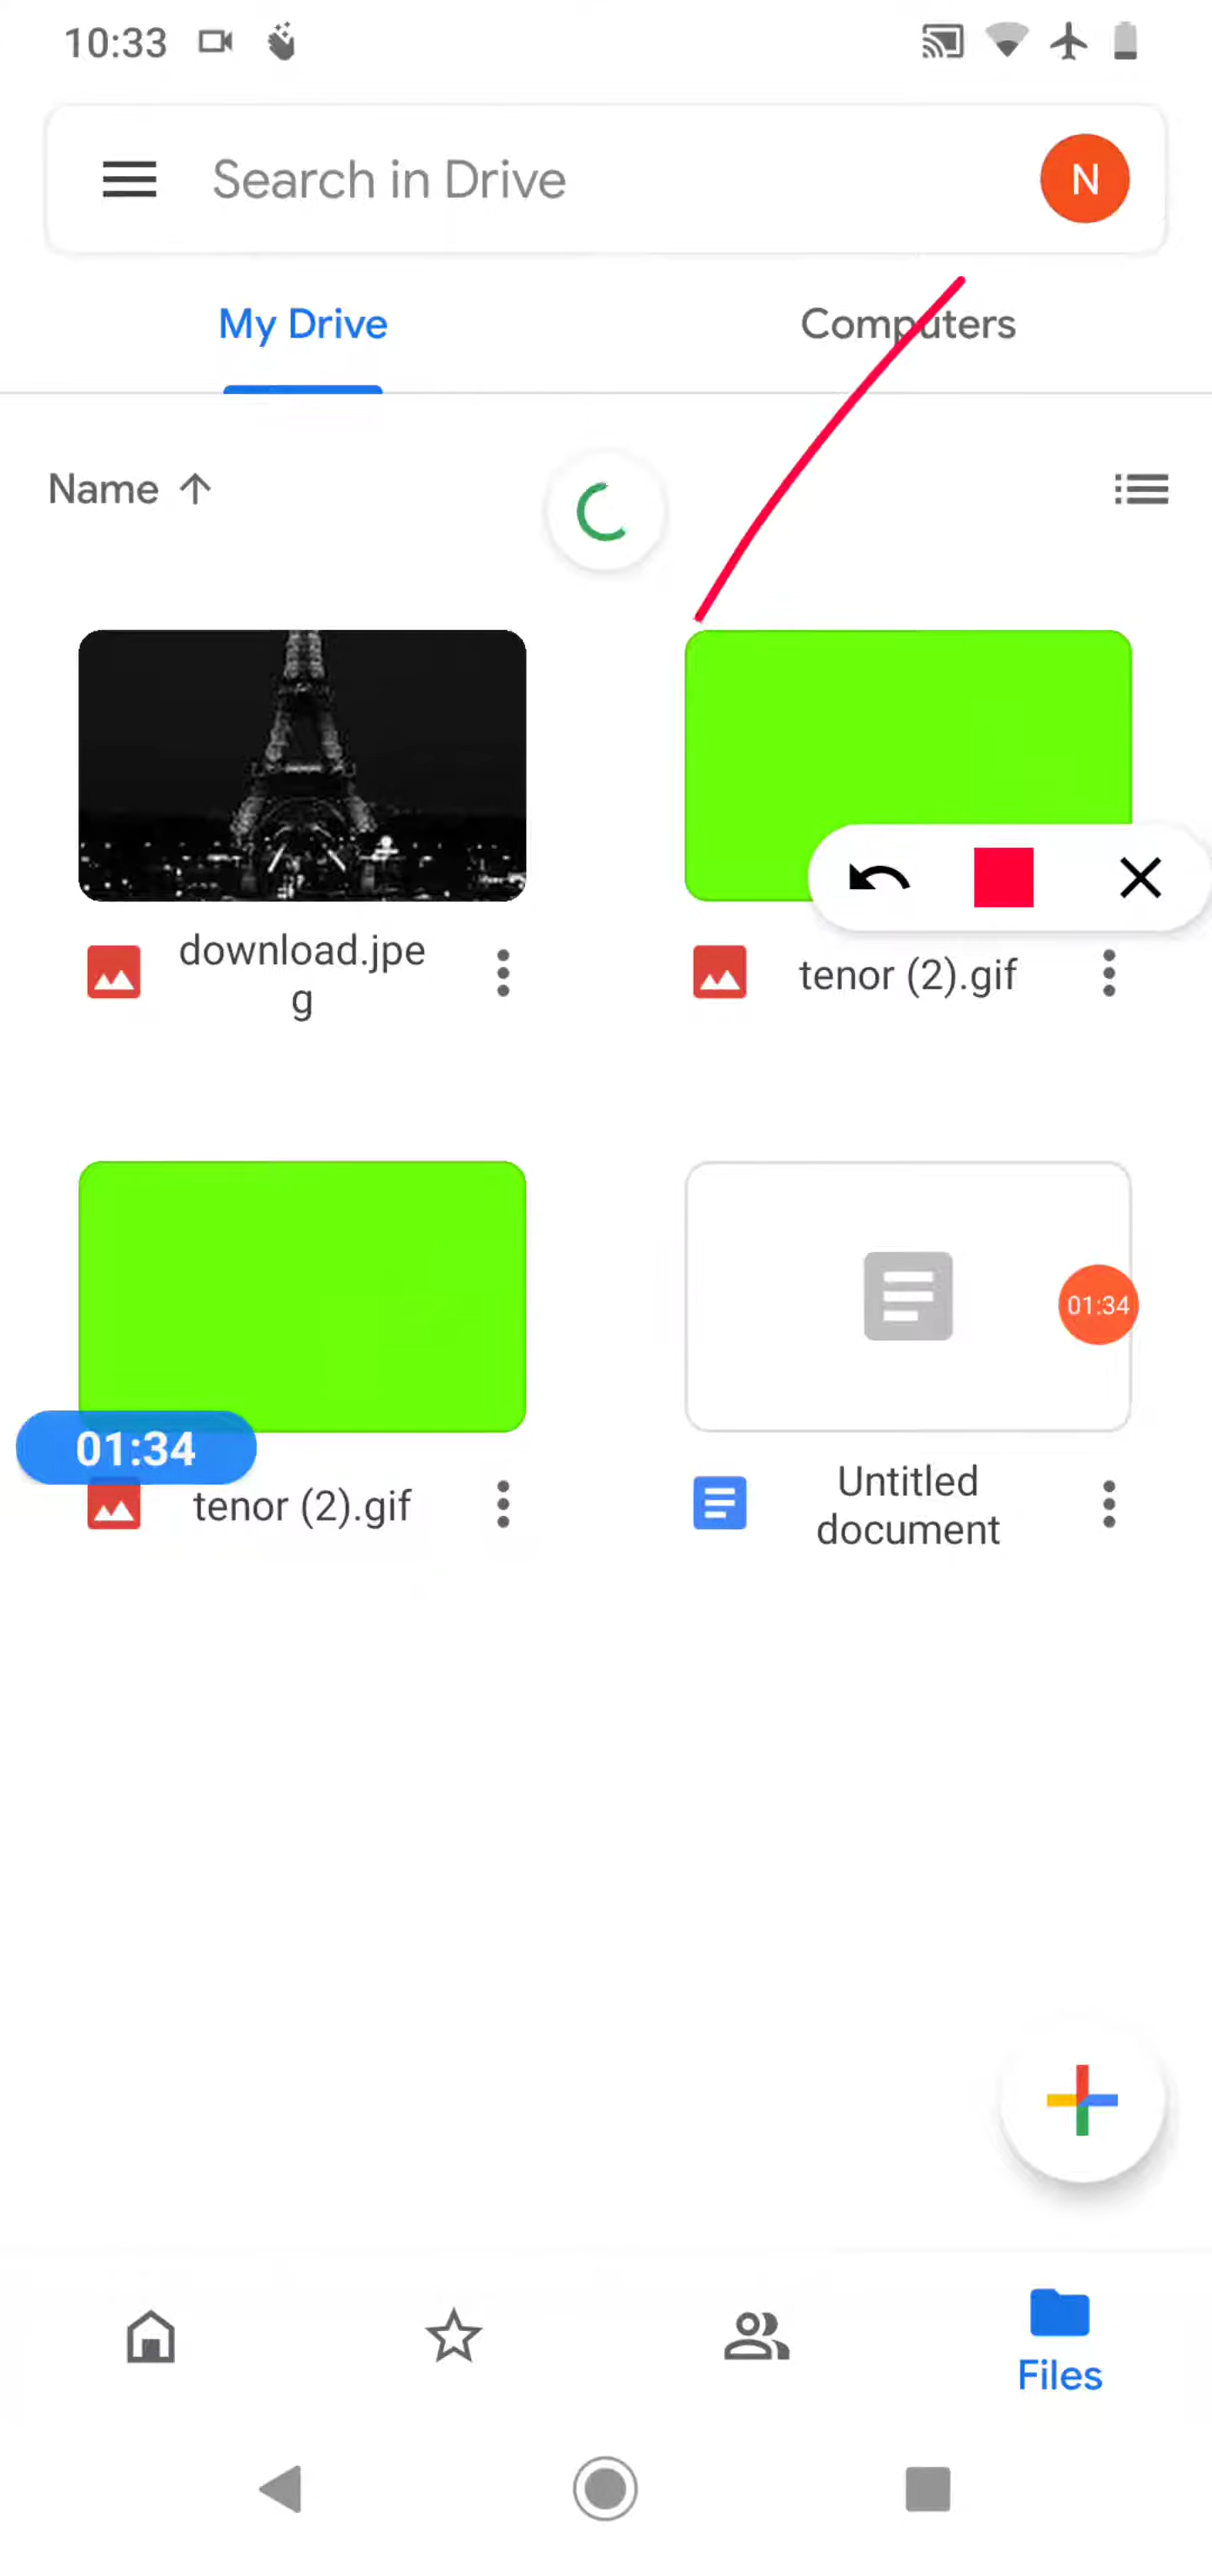 10:33
Search in Drive
N
My Drive
Computers
Name
download.jpe
g
tenor (2).gif
01:34
01:34
tenor (2).gif
Untitled
document
Files